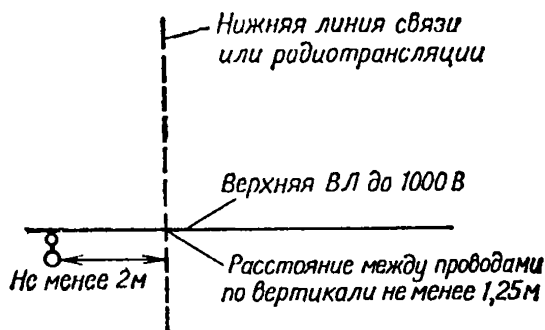 Нижняя линия связи
или радиотрансляции
Верхняя ВЛ до 1000 В
Не менее 2м
Расстояние между проводами
по вертикали не менее 1,25м